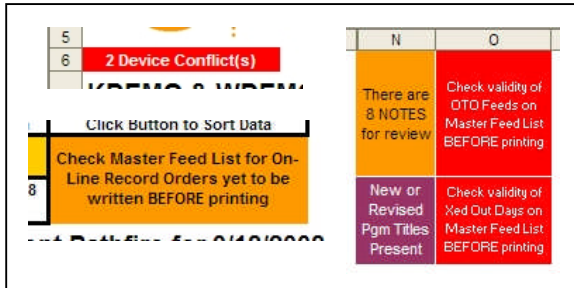 5
6
2 Device Conflict(s)
Click Button to Sort Data
8
Check Master Feed List for On-
Line Record Orders yet to be
written BEFORE printing
N
O
There are
8 NOTES
for review
Check validity of
OTO Feeds on
Master Feed List
BEFORE printing
New or
Revised
Pgm Titles
Present
Check validity of
Xed Out Days on
Master Feed List
BEFORE printing